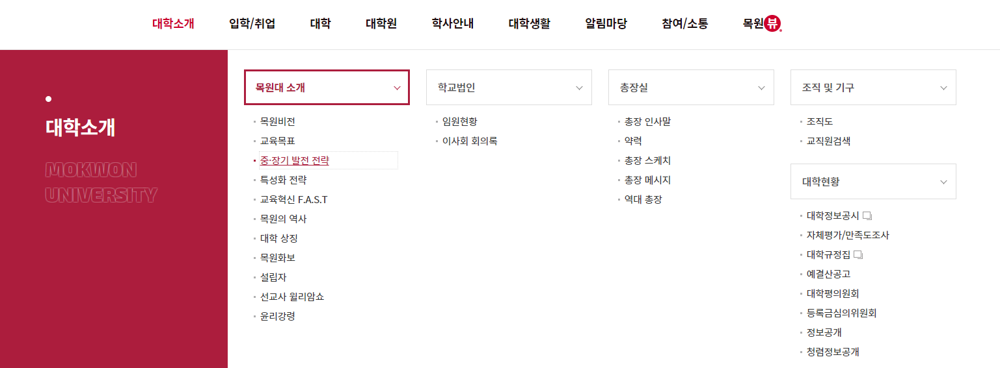 대학소개 입학/취업 대학 대학원 학사안내 대학생활 알림마당 참여/소통 목원뷰
대학소개
MOKWON
UNIVERSITY
목원대 소개
목원비전
교육목표
중·장기 발전 전략
특성화 전략
교육혁신 F.A.S.T
목원의 역사
대학 상징
목원화보
설립자
선교사 윌리암쇼
윤리강령
학교법인
임원현황
이사회 회의록
총장실
총장 인사말
약력
총장 스케치
총장 메시지
역대 총장
조직 및 기구
조직도
교직원검색
대학현황
대학정보공시
자체평가/만족도조사
대학규정집
예결산공고
대학평의원회
등록금심의위원회
정보공개
청렴정보공개